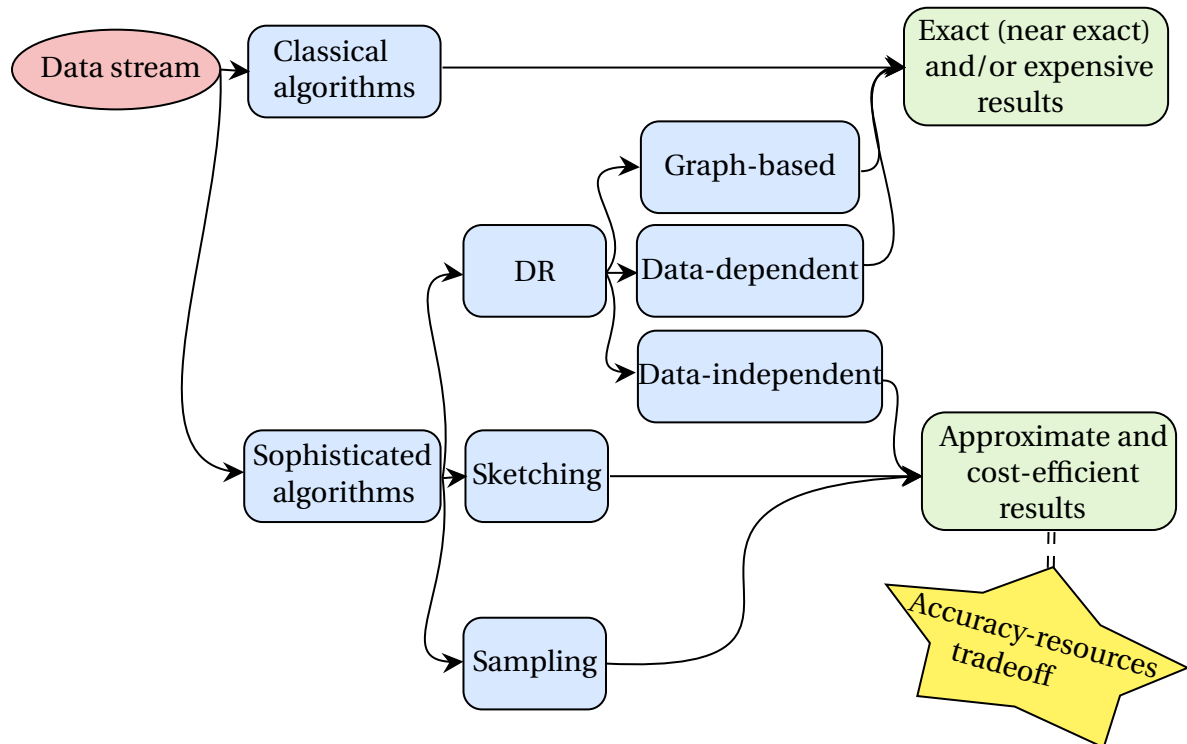 Data stream
Classical
algorithms
Exact (near exact)
and/or expensive
results
Graph-based
DR
Data-dependent
Data-independent
Sophisticated
algorithms
Sketching
Approximate and
cost-efficient
results
Sampling
Accuracy-resources
tradeoff